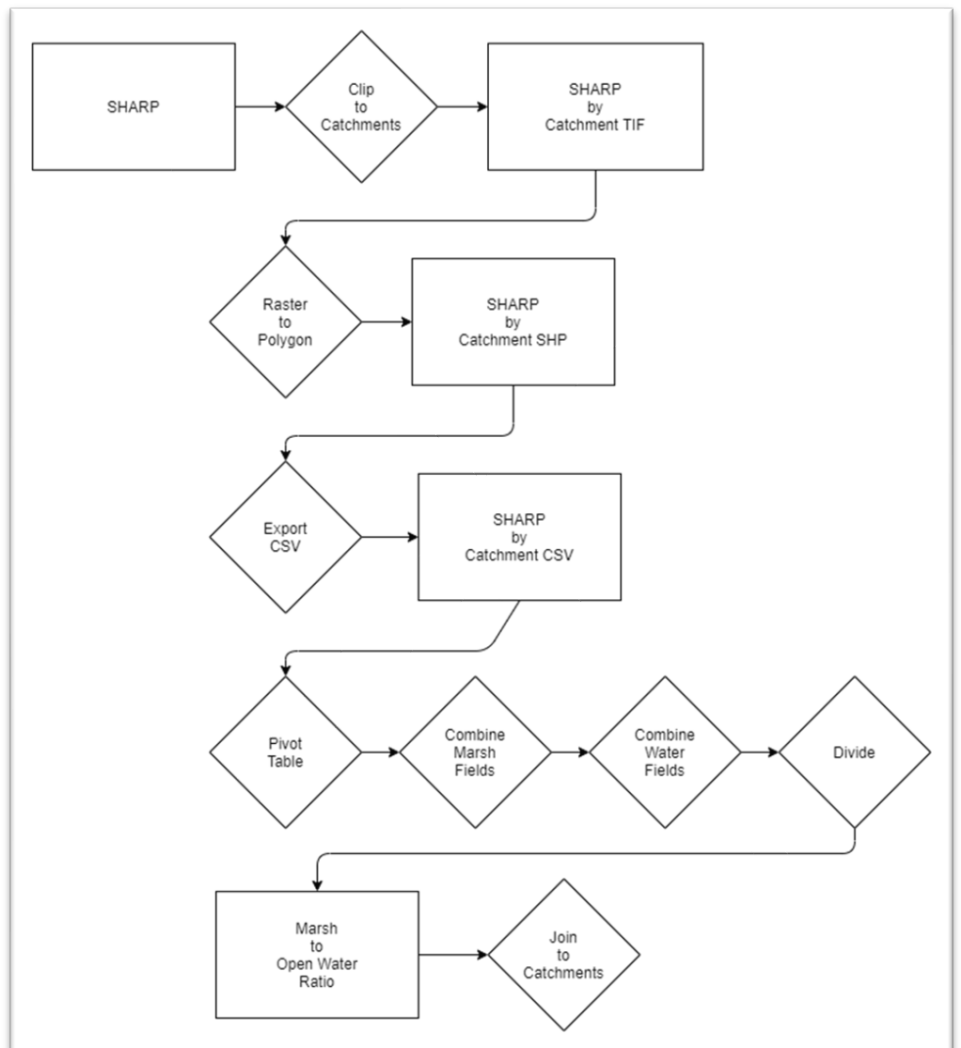 SHARP
Clip
to
Catchments
SHARP
by
Catchment TIF
Raster
to
Polygon
SHARP
by
Catchment SHP
Export
CSV
SHARP
by
Catchment CSV
Pivot
Table
Combine
Marsh
Fields
Combine
Water
Fields
Divide
Marsh
to
Open Water
Ratio
Join
to
Catchments